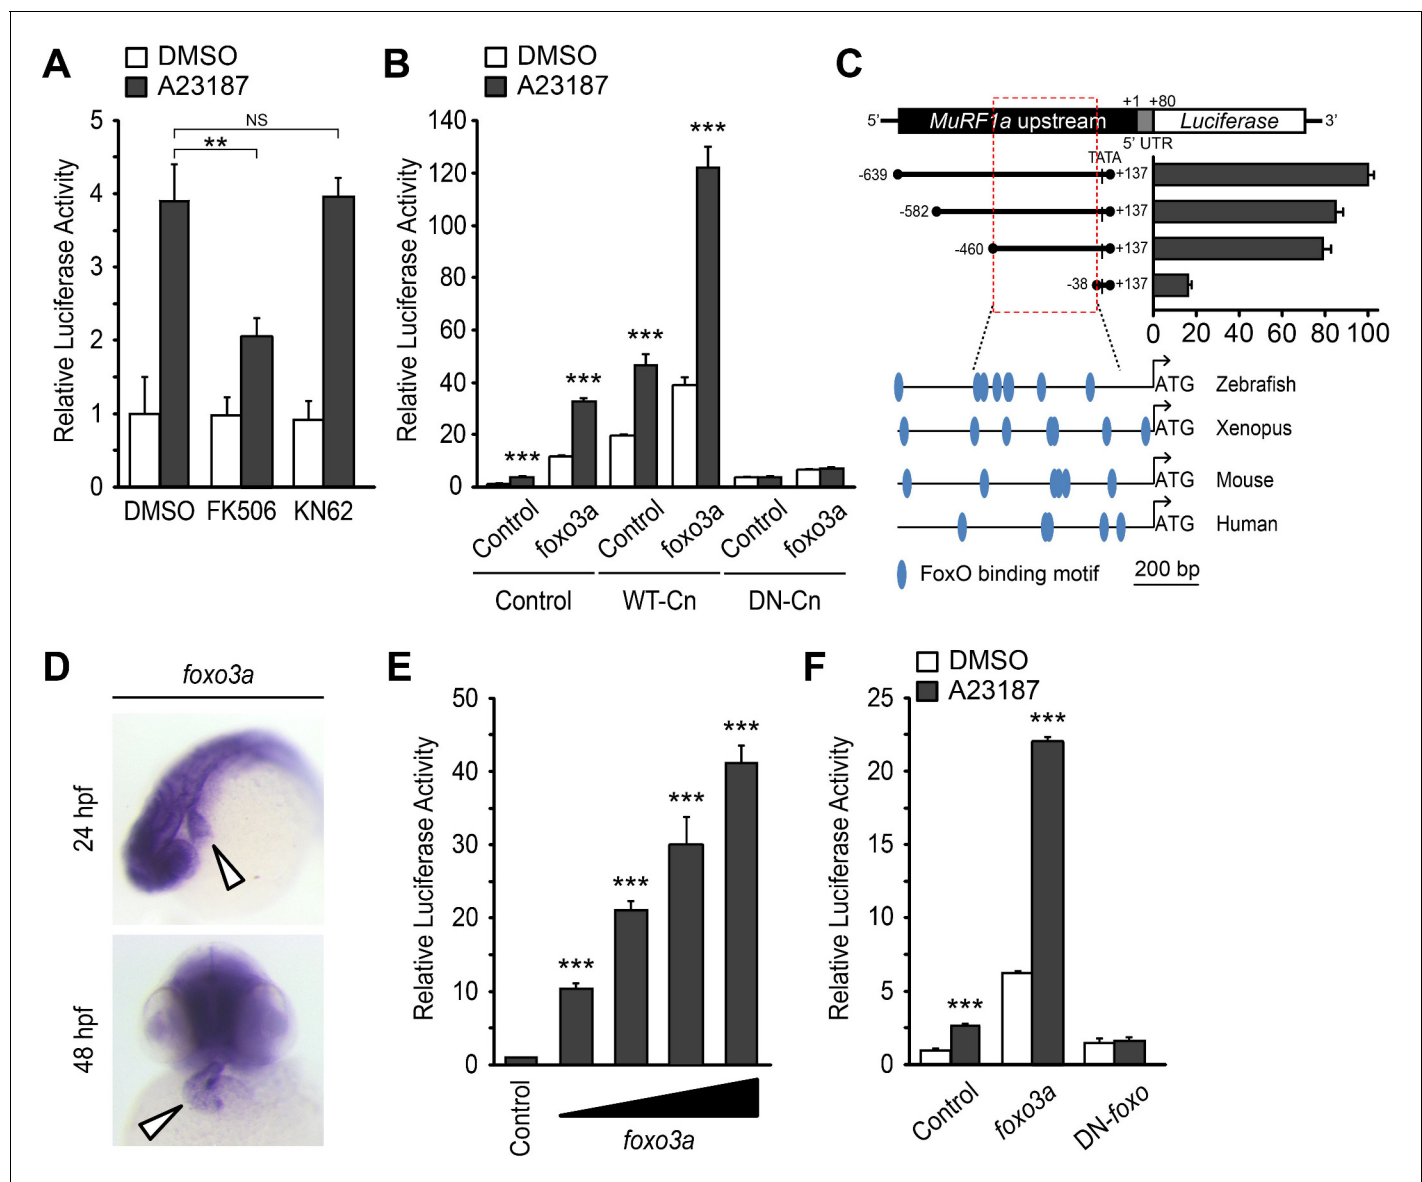 A
DMSO
A23187
Relative Luciferase Activity
5
4
3
2
1
0
NS
**
DMSO FK506 KN62
B
DMSO
A23187
Relative Luciferase Activity
140
120
100
80
60
40
20
0
***
***
***
***
Control foxo3a Control foxo3a Control foxo3a
Control WT-Cn DN-Cn
C
+1 +80
5' MuRF1a upstream Luciferase 3'
5' UTR
TATA
-639 +137
-582 +137
-460 +137
-38 +137
0 20 40 60 80 100
ATG Zebrafish
ATG Xenopus
ATG Mouse
ATG Human
FoxO binding motif 200 bp
D
foxo3a
24 hpf
48 hpf
E
Relative Luciferase Activity
50
40
30
20
10
0
***
***
***
***
Control foxo3a
F
DMSO
A23187
Relative Luciferase Activity
25
20
15
10
5
0
***
***
Control foxo3a DN-foxo